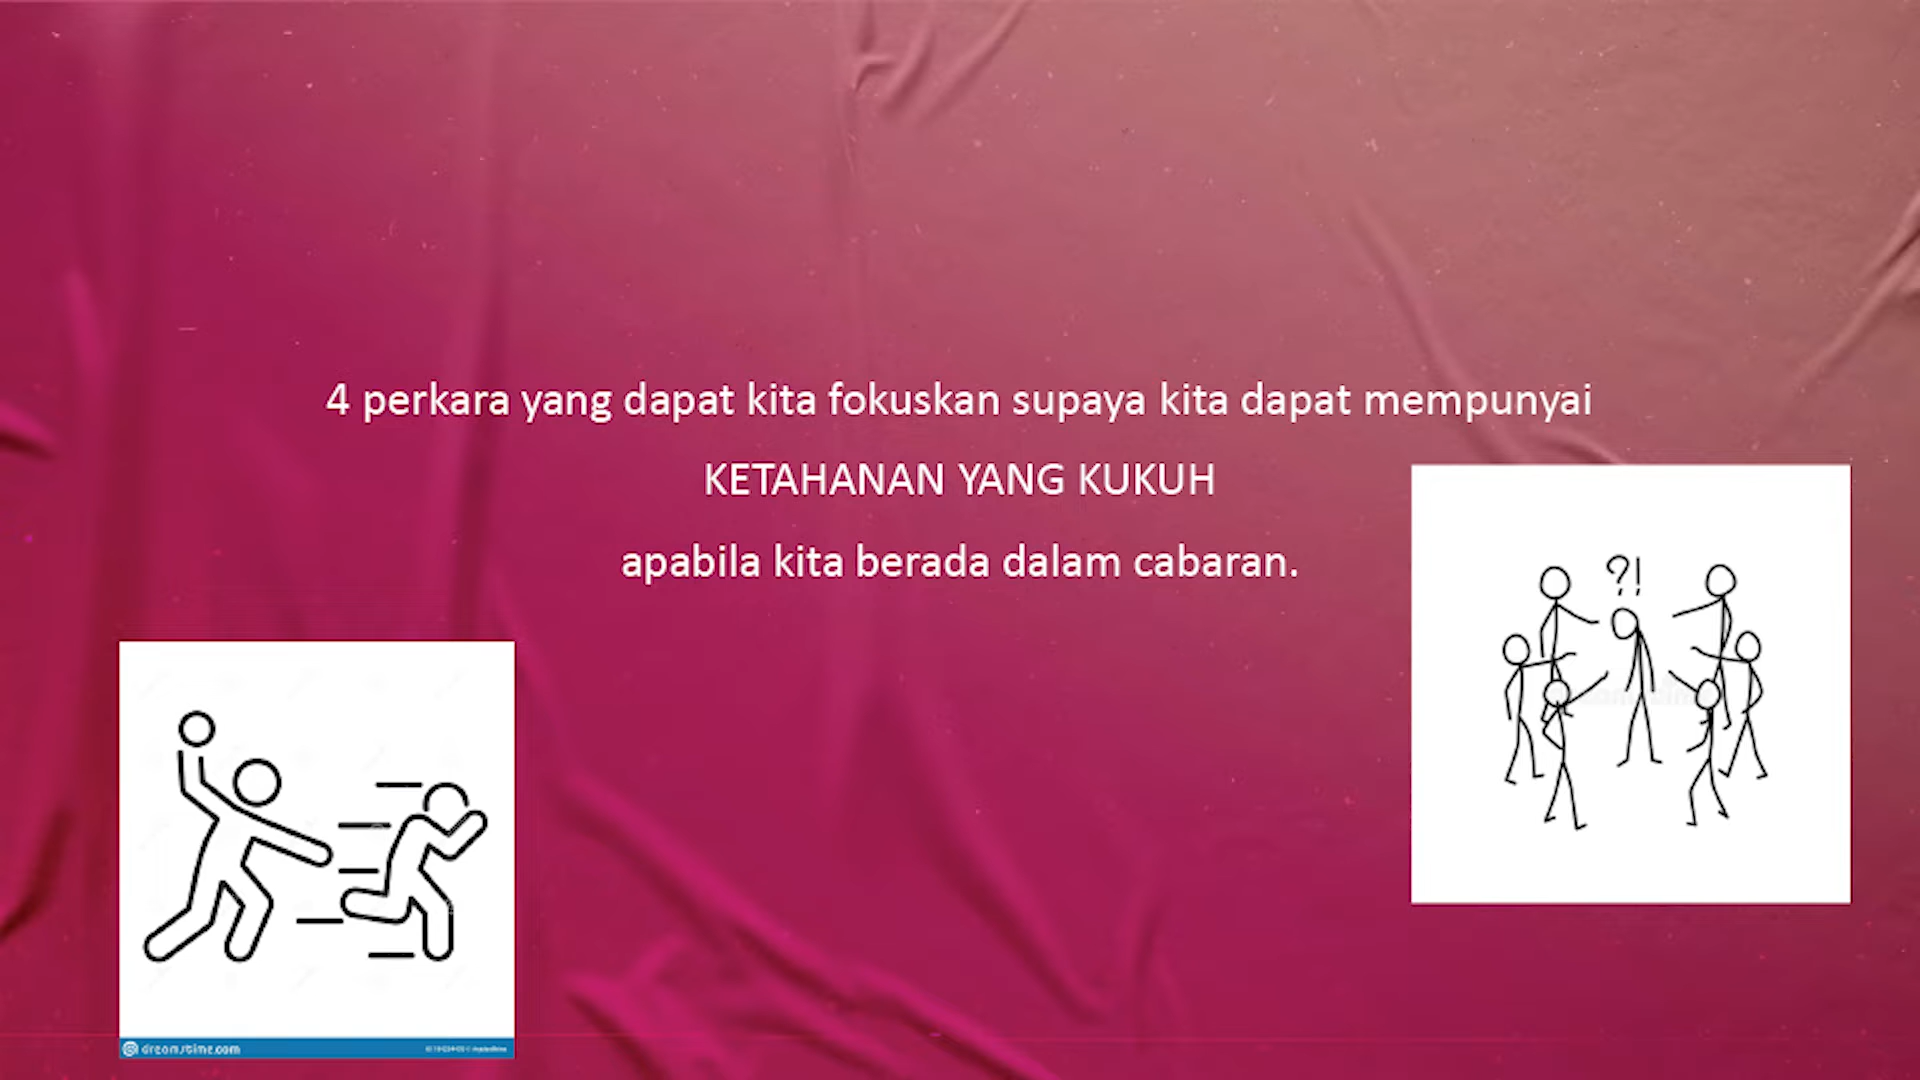 4 perkara yang dapat kita fokuskan supaya kita dapat mempunyai
KETAHANAN YANG KUKUH
apabila kita berada dalam cabaran.
?!
dreamstime.com